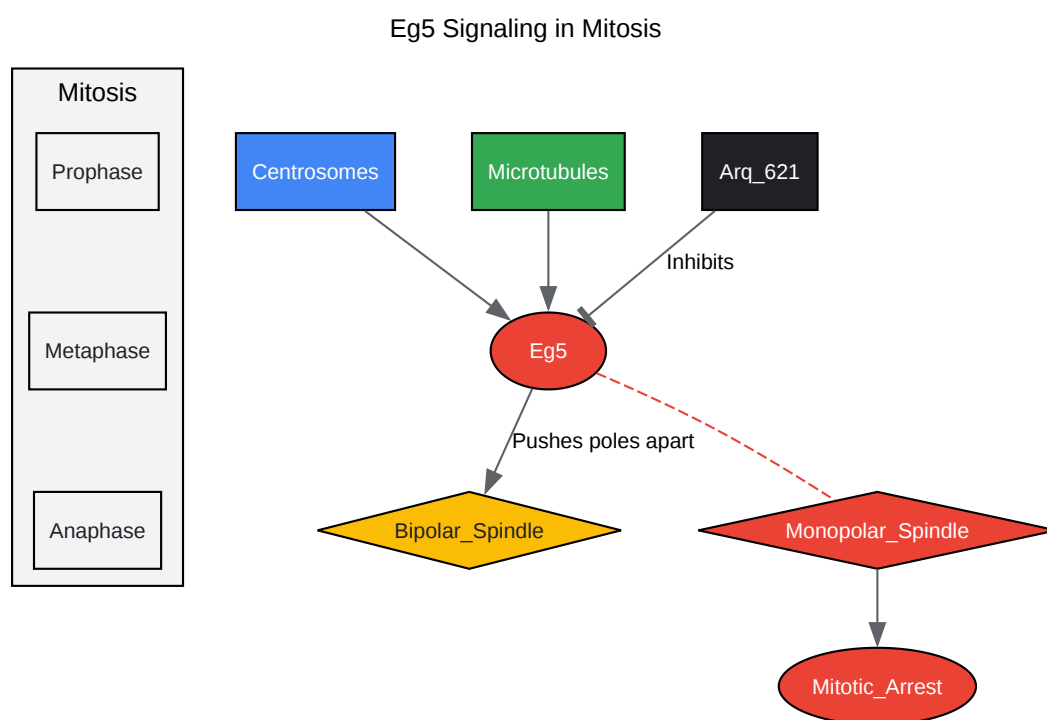 Eg5 Signaling in Mitosis
Mitosis
Prophase
Centrosomes
Microtubules
Arq_621
Inhibits
Metaphase
Eg5
Pushes poles apart
Anaphase
Bipolar_Spindle
Monopolar_Spindle
Mitotic_Arrest